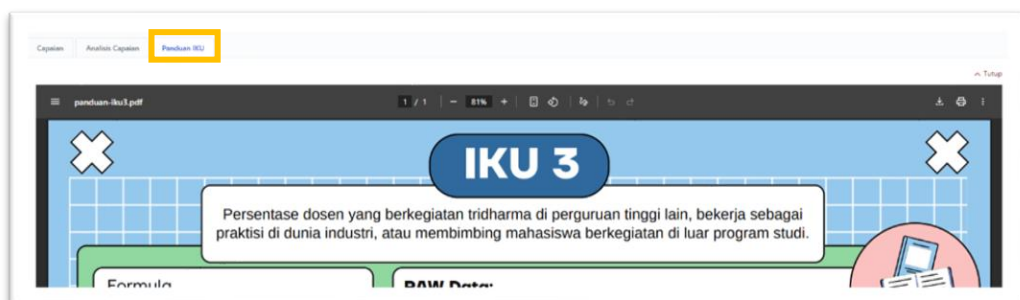 Capaian Analisis Capaian Panduan IKU
Tutup
panduan-iku3.pdf 1 / 1 81%
IKU 3
Persentase dosen yang berkegiatan tridharma di perguruan tinggi lain, bekerja sebagai
praktisi di dunia industri, atau membimbing mahasiswa berkegiatan di luar program studi.
Formula
RAW Data: